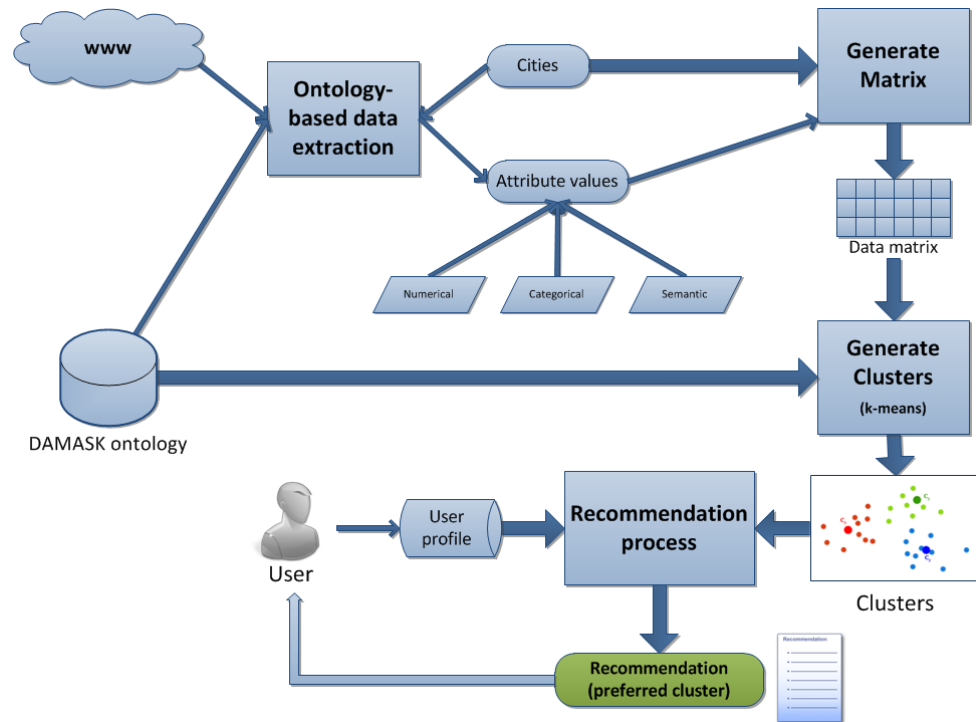 www
Ontology-
based data
extraction
Cities
Attribute values
Generate
Matrix
Numerical
Categorical
Semantic
Data matrix
DAMASK ontology
Generate
Clusters
(k-means)
User
User
profile
Recommendation
process
Clusters
Recommendation
(preferred cluster)
Recommendation